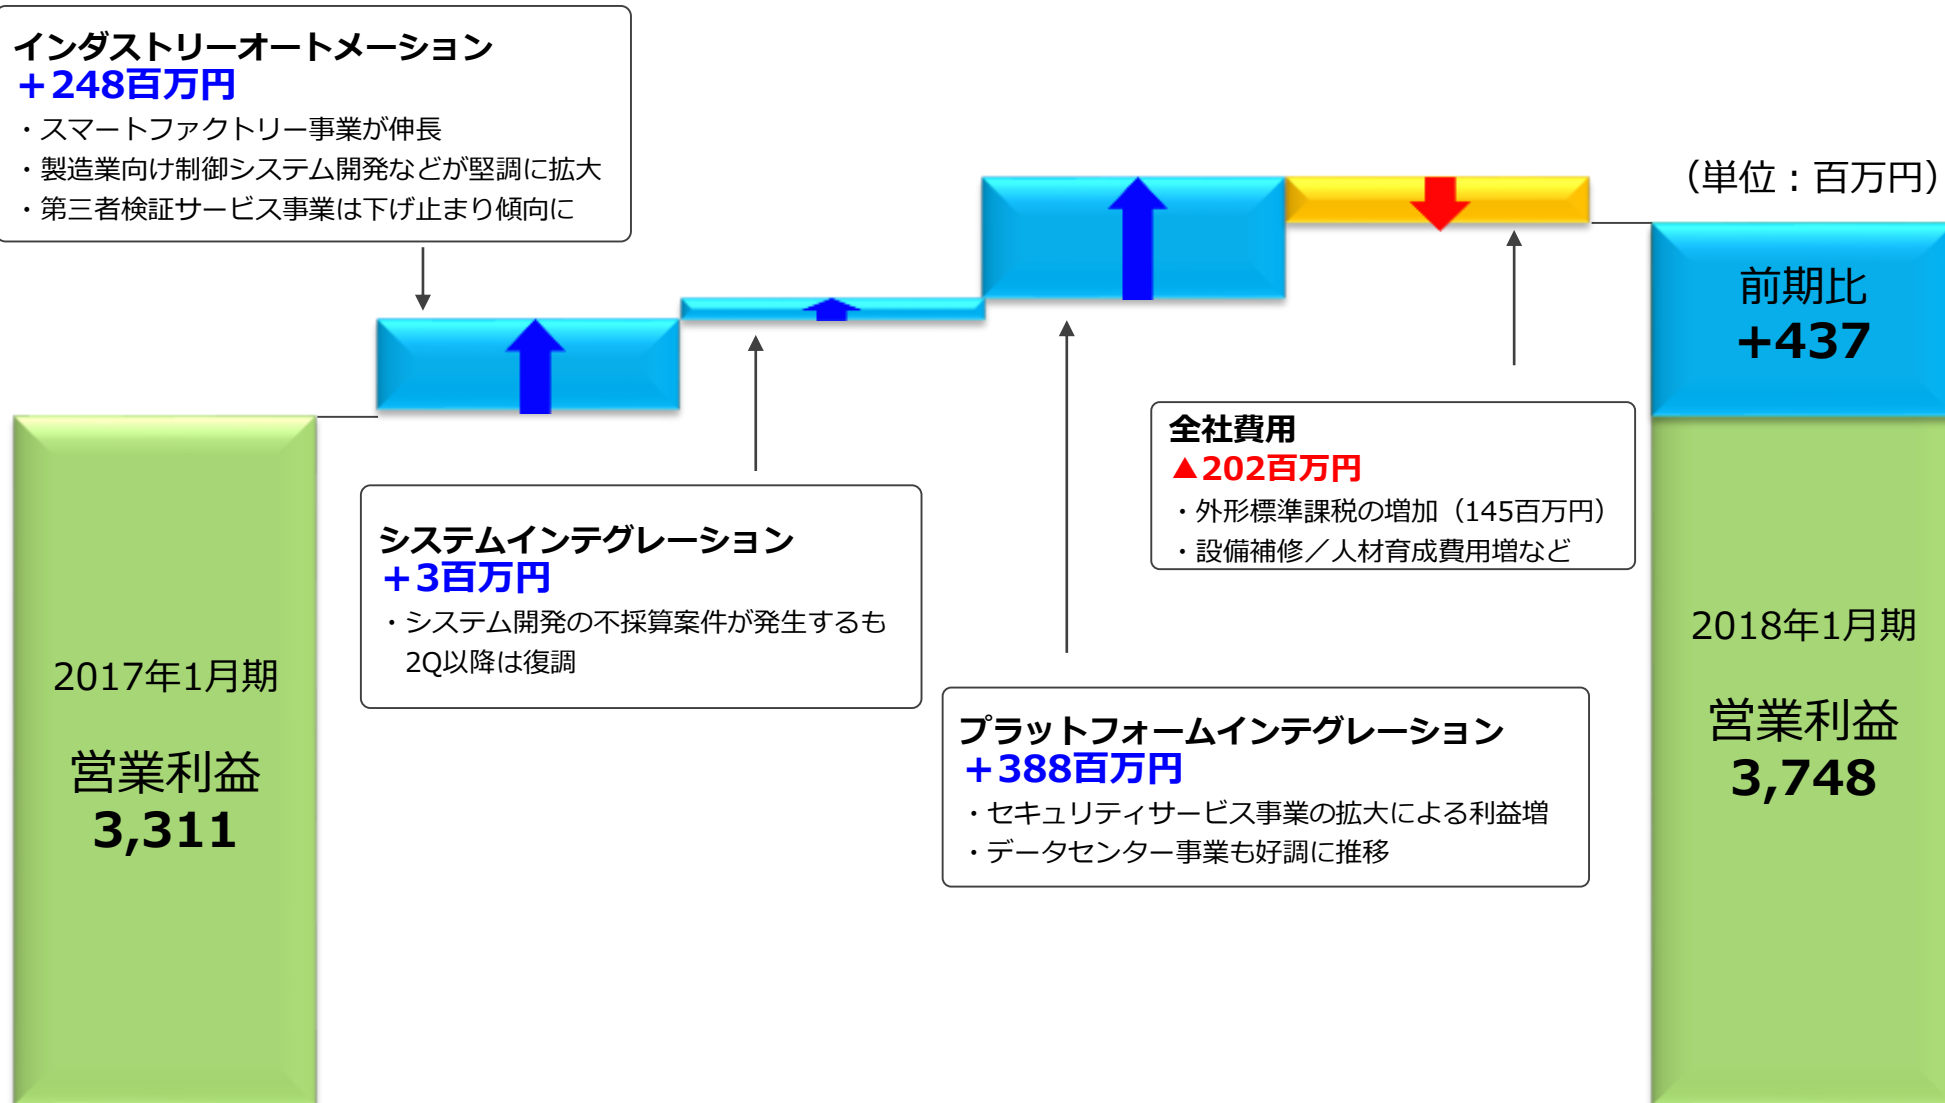 インダストリーオートメーション
+248百万円
・スマートファクトリー事業が伸長
・製造業向け制御システム開発などが堅調に拡大
・第三者検証サービス事業は下げ止まり傾向に
(単位：百万円)
前期比
+437
全社費用
▲202百万円
・外形標準課税の増加（145百万円）
・設備補修／人材育成費用増など
システムインテグレーション
+3百万円
・システム開発の不採算案件が発生するも
2Q以降は復調
2017年1月期
営業利益
3,311
プラットフォームインテグレーション
+388百万円
・セキュリティサービス事業の拡大による利益増
・データセンター事業も好調に推移
2018年1月期
営業利益
3,748